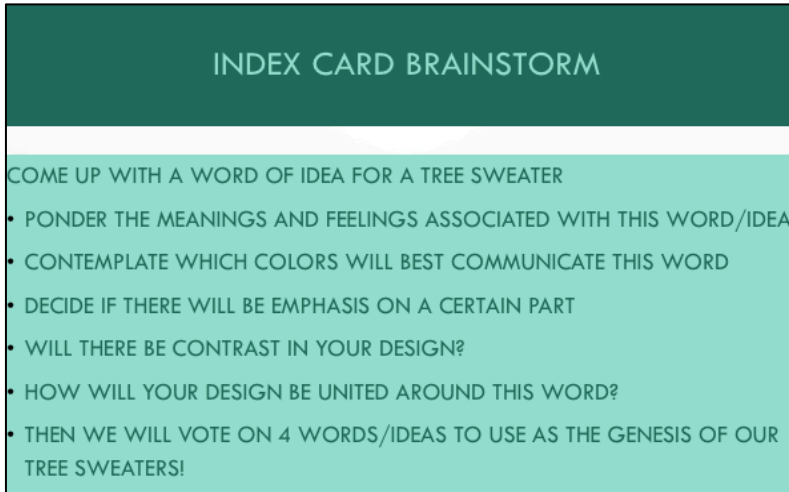 INDEX CARD BRAINSTORM
COME UP WITH A WORD OF IDEA FOR A TREE SWEATER
• PONDER THE MEANINGS AND FEELINGS ASSOCIATED WITH THIS WORD/IDEA
• CONTEMPLATE WHICH COLORS WILL BEST COMMUNICATE THIS WORD
• DECIDE IF THERE WILL BE EMPHASIS ON A CERTAIN PART
• WILL THERE BE CONTRAST IN YOUR DESIGN?
• HOW WILL YOUR DESIGN BE UNITED AROUND THIS WORD?
• THEN WE WILL VOTE ON 4 WORDS/IDEAS TO USE AS THE GENESIS OF OUR
TREE SWEATERS!